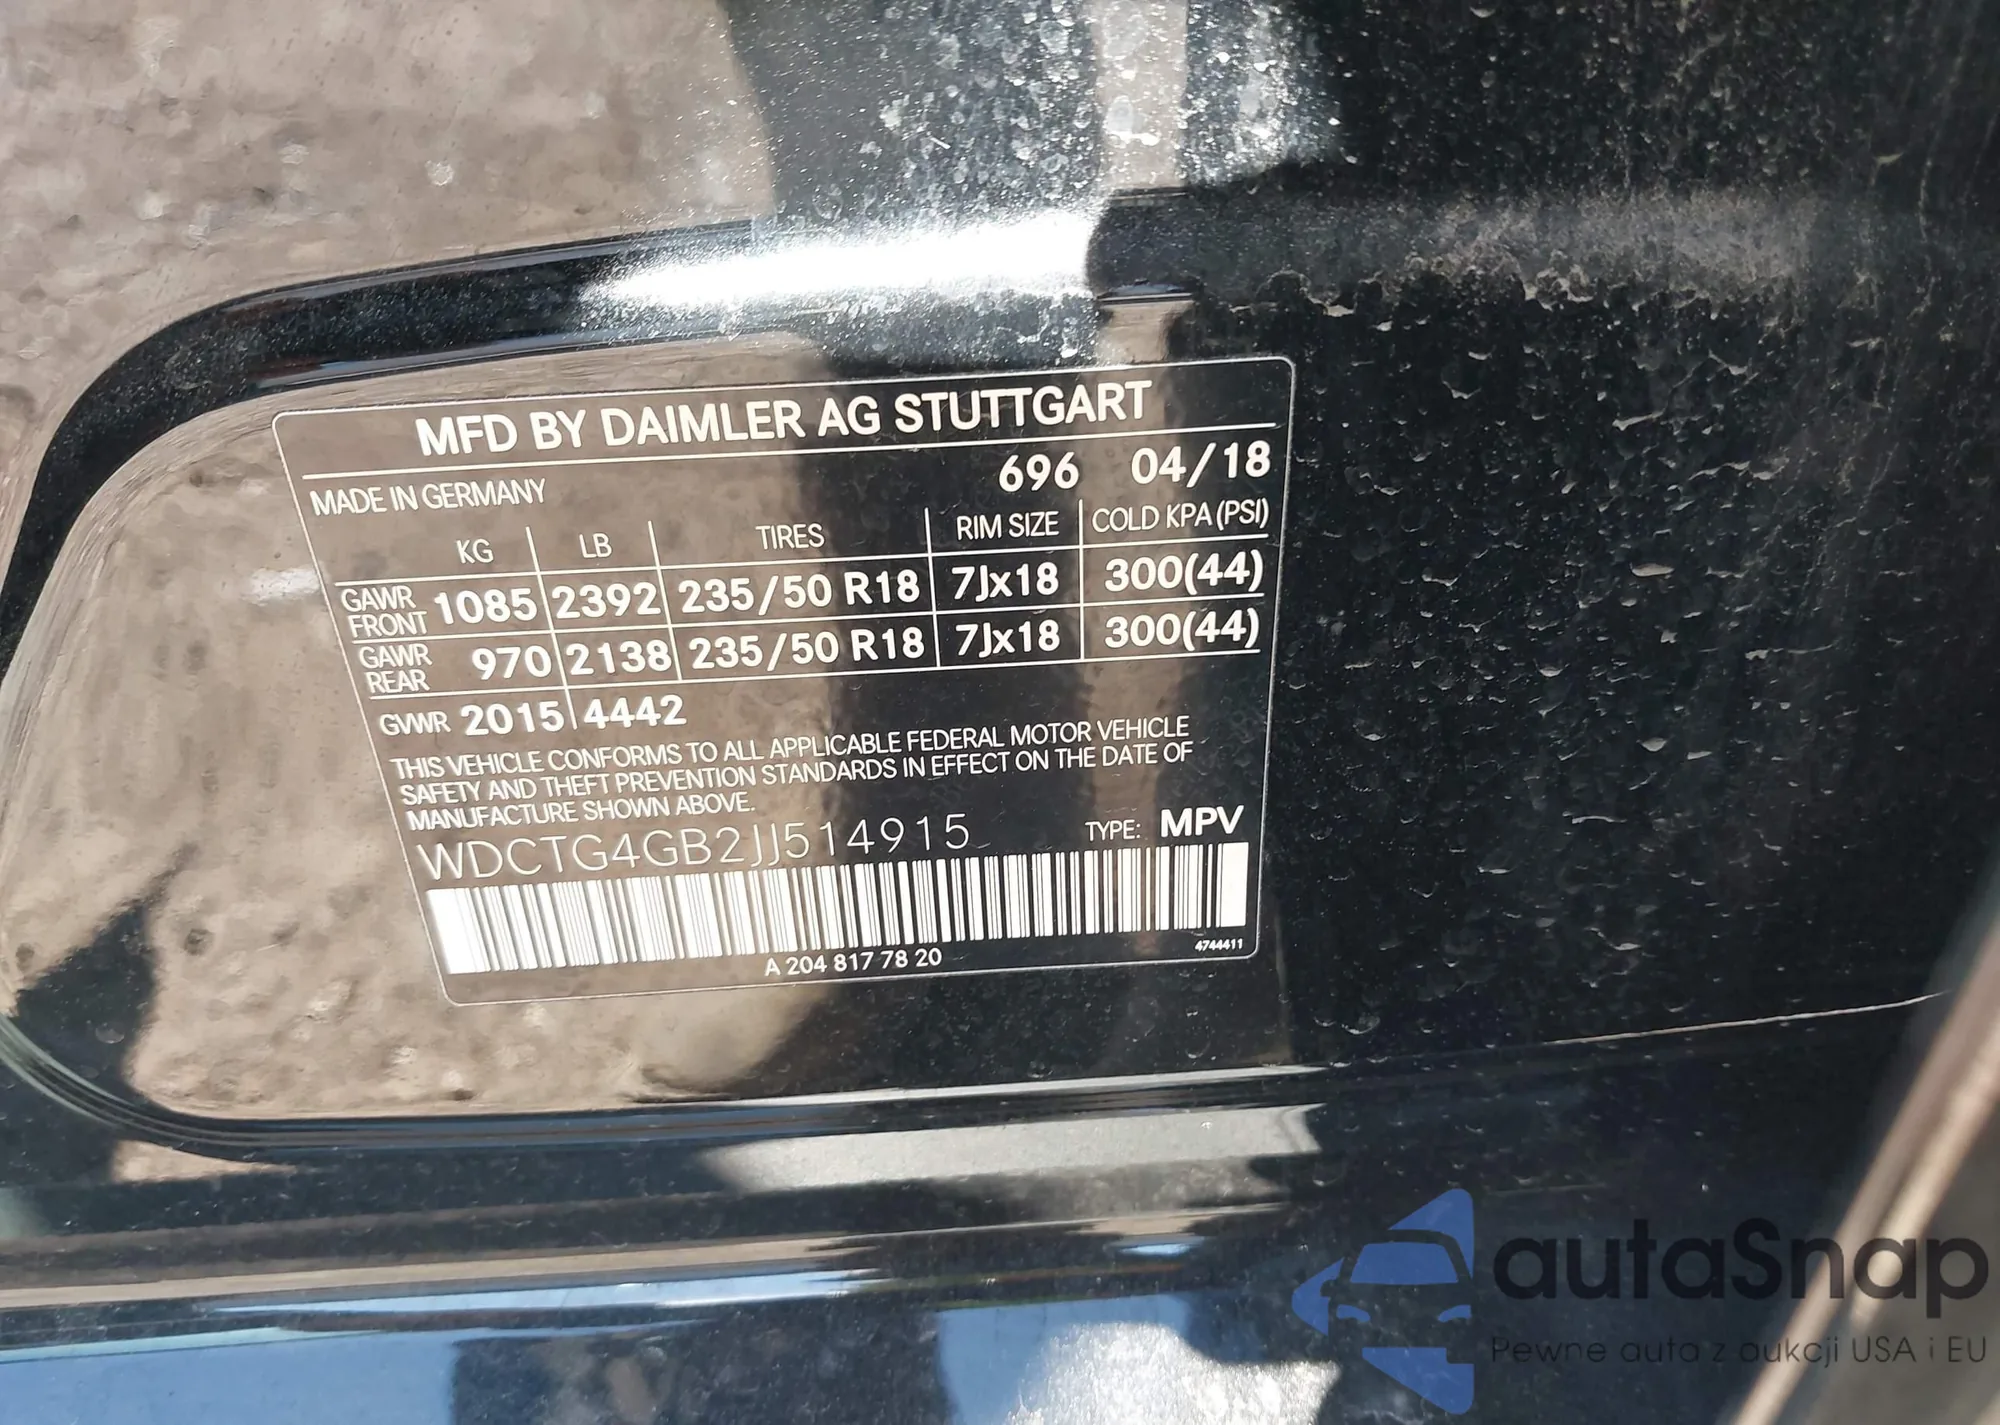 MFD BY DAIMLER AG STUTTGART
MADE IN GERMANY 696 04/18
KG LB TIRES RIM SIZE COLD KPA (PSI)
GAWR FRONT 1085 2392 235/50 R18 7Jx18 300(44)
GAWR REAR 970 2138 235/50 R18 7Jx18 300(44)
GVWR 2015 4442
THIS VEHICLE CONFORMS TO ALL APPLICABLE FEDERAL MOTOR VEHICLE
SAFETY AND THEFT PREVENTION STANDARDS IN EFFECT ON THE DATE OF
MANUFACTURE SHOWN ABOVE.
WDCTG4GB2JJ514915 TYPE: MPV
4744411
A 204 817 78 20
autaSnap
Pewne auta z aukcji USA i EU